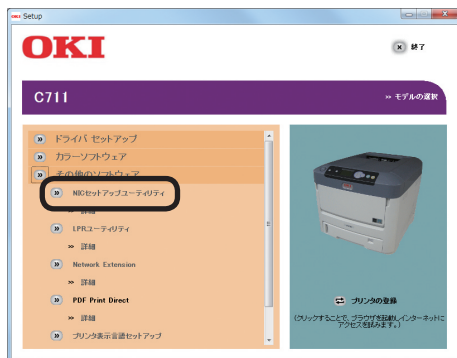 Setup
OKI
終了
C711
モデルの選択
ドライバ セットアップ
カラーソフトウェア
その他のソフトウェア
NICセットアップユーティリティ
詳細
LPRユーティリティ
詳細
Network Extension
詳細
PDF Print Direct
詳細
プリンタ表示言語セットアップ
プリンタの登録
(クリックすることで、ブラウザを起動しインターネットに
アクセスを試みます。)